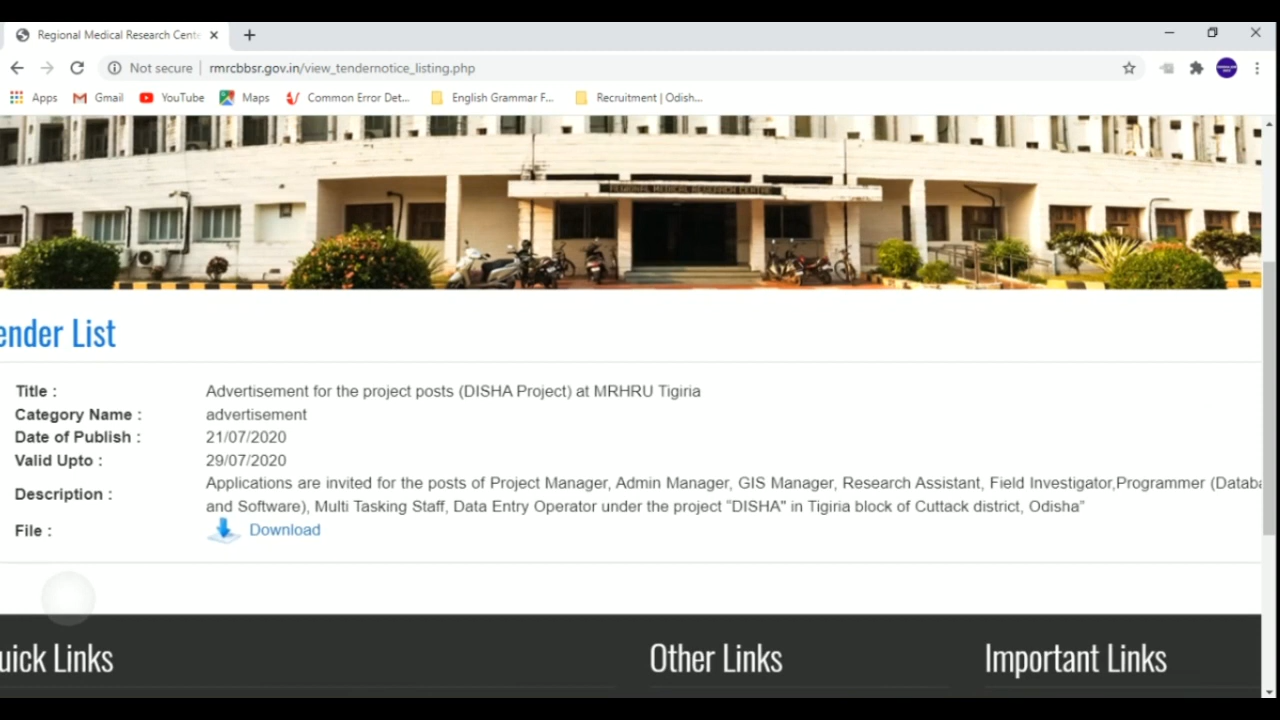 Regional Medical Research Cente
Not secure | rmrcbbsr.gov.in/view_tendernotice_listing.php
Apps Gmail YouTube Maps Common Error Det... English Grammar F... Recruitment | Odish...
REGIONAL MEDICAL RESEARCH CENTRE
ender List
Title : Advertisement for the project posts (DISHA Project) at MRHRU Tigiria
Category Name : advertisement
Date of Publish : 21/07/2020
Valid Upto : 29/07/2020
Description : Applications are invited for the posts of Project Manager, Admin Manager, GIS Manager, Research Assistant, Field Investigator,Programmer (Databa
and Software), Multi Tasking Staff, Data Entry Operator under the project "DISHA" in Tigiria block of Cuttack district, Odisha"
File : Download
uick Links Other Links Important Links